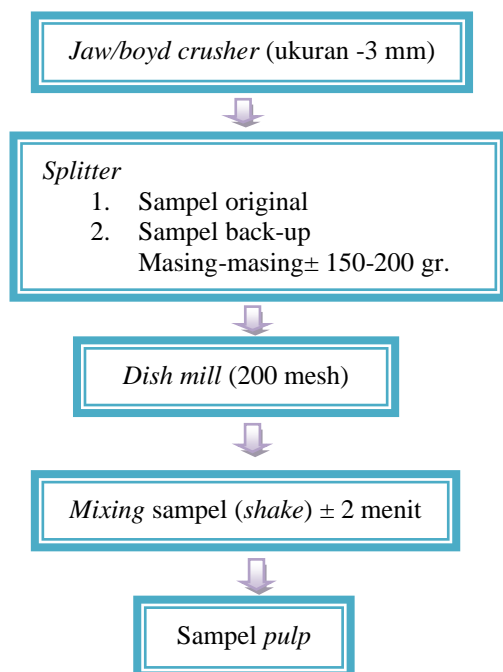 Jaw/boyd crusher (ukuran -3 mm)
Splitter
1. Sampel original
2. Sampel back-up
Masing-masing± 150-200 gr.
Dish mill (200 mesh)
Mixing sampel (shake) ± 2 menit
Sampel pulp